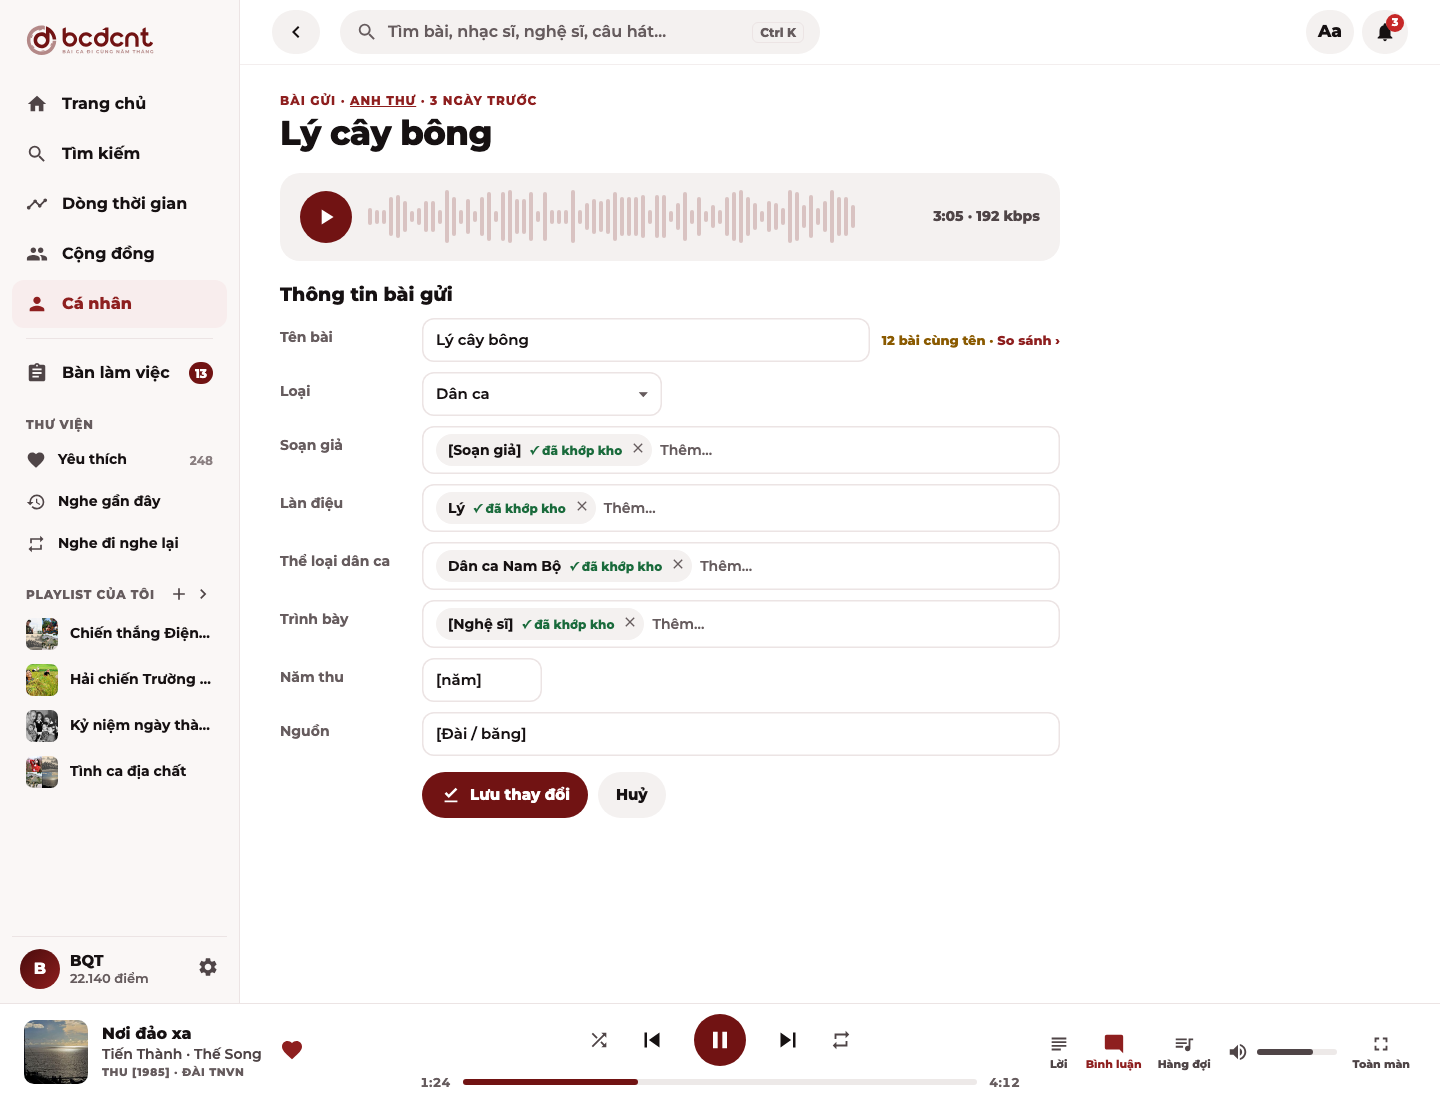 bcdcnt
BÀI CA ĐI CÙNG NĂM THÁNG
Trang chủ
Tìm kiếm
Dòng thời gian
Cộng đồng
Cá nhân
Bàn làm việc 13
THƯ VIỆN
Yêu thích 248
Nghe gần đây
Nghe đi nghe lại
PLAYLIST CỦA TÔI
Chiến thắng Điện...
Hải chiến Trường ...
Kỷ niệm ngày thà...
Tình ca địa chất
B
BQT
22.140 điểm
Tìm bài, nhạc sĩ, nghệ sĩ, câu hát... Ctrl K
Aa
3
BÀI GỬI · ANH THƯ · 3 NGÀY TRƯỚC
Lý cây bông
3:05 · 192 kbps
Thông tin bài gửi
Tên bài Lý cây bông 12 bài cùng tên · So sánh ›
Loại Dân ca
Soạn giả [Soạn giả] ✓ đã khớp kho × Thêm...
Làn điệu Lý ✓ đã khớp kho × Thêm...
Thể loại dân ca Dân ca Nam Bộ ✓ đã khớp kho × Thêm...
Trình bày [Nghệ sĩ] ✓ đã khớp kho × Thêm...
Năm thu [năm]
Nguồn [Đài / băng]
Lưu thay đổi Huỷ
Nơi đảo xa
Tiến Thành · Thế Song
THU [1985] · ĐÀI TNVN
1:24 4:12
Lời Bình luận Hàng đợi Toàn màn